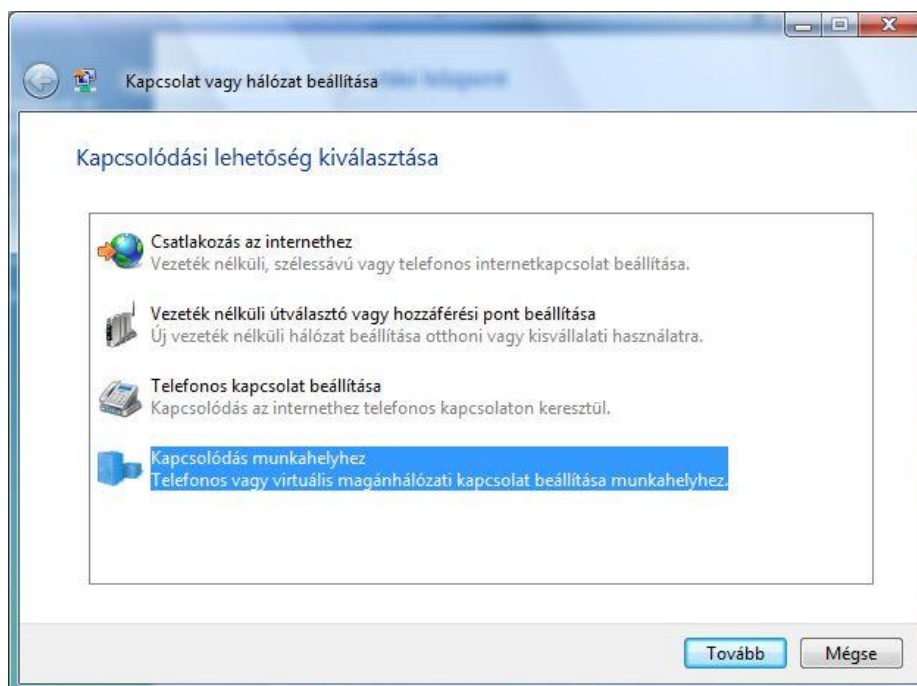 Kapcsolat vagy hálózat beállítása
Kapcsolódási lehetőség kiválasztása
Csatlakozás az internethez
Vezeték nélküli, szélessávú vagy telefonos internetkapcsolat beállítása.
Vezeték nélküli útválasztó vagy hozzáférési pont beállítása
Új vezeték nélküli hálózat beállítása otthoni vagy kisvállalati használatra.
Telefonos kapcsolat beállítása
Kapcsolódás az internethez telefonos kapcsolaton keresztül.
Kapcsolódás munkahelyhez
Telefonos vagy virtuális magánhálózati kapcsolat beállítása munkahelyhez.
Tovább
Mégse